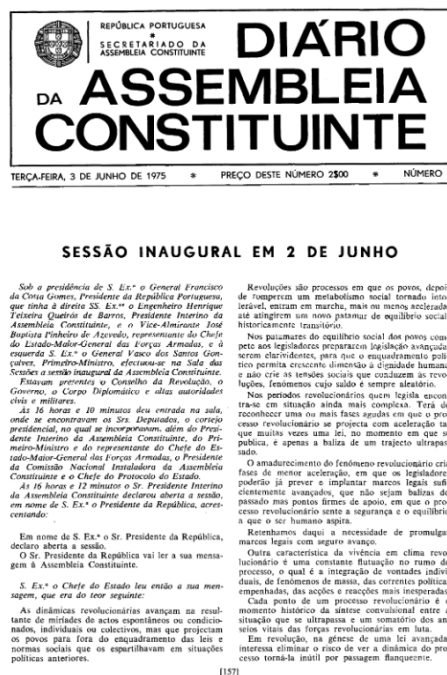 REPÚBLICA PORTUGUESA
SECRETARIADO DA
ASSEMBLEIA CONSTITUINTE
DIÁRIO
DA ASSEMBLEIA
CONSTITUINTE
TERÇA-FEIRA, 3 DE JUNHO DE 1975 * PREÇO DESTE NÚMERO 2$00 * NÚMERO
SESSÃO INAUGURAL EM 2 DE JUNHO
Sob a presidência de S. Ex.ª o General Francisco
da Costa Gomes, Presidente da República Portuguesa,
que tinha à direita SS. Ex.as o Engenheiro Henrique
Teixeira Queirós de Barros, Presidente Interino da
Assembleia Constituinte, e o Vice-Almirante José
Baptista Pinheiro de Azevedo, representante do Chefe
do Estado-Maior-General das Forças Armadas, e à
esquerda S. Ex.ª o General Vasco dos Santos Gon-
çalves, Primeiro-Ministro, efectuou-se na Sala das
Sessões a sessão inaugural da Assembleia Constituinte.
Estavam presentes o Conselho da Revolução, o
Governo, o Corpo Diplomático e altas autoridades
civis e militares.
Às 16 horas e 10 minutos deu entrada na sala,
onde se encontravam os Srs. Deputados, o cortejo
presidencial, no qual se incorporavam, além do Presi-
dente Interino da Assembleia Constituinte, do Pri-
meiro-Ministro e do representante do Chefe do Es-
tado-Maior-General das Forças Armadas, o Presidente
da Comissão Nacional Instaladora da Assembleia
Constituinte e o Chefe do Protocolo do Estado.
Às 16 horas e 12 minutos o Sr. Presidente Interino
da Assembleia Constituinte declarou aberta a sessão,
em nome de S. Ex.ª o Presidente da República, acres-
centando:
Em nome de S. Ex.ª o Sr. Presidente da República,
declaro aberta a sessão.
O Sr. Presidente da República vai ler a sua mensa-
gem à Assembleia Constituinte.
S. Ex.ª o Chefe do Estado leu então a sua men-
sagem, que era do teor seguinte:
As dinâmicas revolucionárias avançam na resul-
tante de miríades de actos espontâneos ou condicio-
nados, individuais ou colectivos, mas que projectam
os povos para fora do enquadramento das leis e
normas sociais que os espartilhavam em situações
políticas anteriores.
Revoluções são processos em que os povos, depoi
de romperem um metabolismo social tornado into
lerável, entram em marcha, mais ou menos acelerada
até atingirem um novo patamar de equilíbrio social
historicamente transitório.
Nos patamares do equilíbrio social dos povos com
pete aos legisladores prepararem legislação avançada
serem clarividentes, para que o enquadramento polí
tico permita crescente dimensão à dignidade humana
e não crie as tensões sociais que conduzem às revo
luções, fenómenos cujo saldo é sempre aleatório.
Nos períodos revolucionários quem legisla encon
tra-se em situação ainda mais complexa. Terá de
reconhecer uma ou mais fases agudas em que o pro
cesso revolucionário se projecta com aceleração ta
que muitas vezes uma lei, no momento em que s
publica, é apenas a baliza de um trajecto ultrapas
sado.
O amadurecimento do fenómeno revolucionário cria
fases de menor aceleração, em que os legisladore
poderão já prever e implantar marcos legais sufi
cientemente avançados, que não sejam balizas d
passado mas pontos firmes de apoio, em que o pro
cesso revolucionário sente a segurança e o equilíbrio
a que o ser humano aspira.
Retenhamos daqui a necessidade de promulga
marcos legais com seguro avanço.
Outra característica da vivência em clima revo
lucionário é uma constante flutuação no rumo do
processo, o qual é a integração de vontades indivi
duais, de fenómenos de massa, das correntes política
empenhadas, das acções e reacções mais inesperadas
Cada ponto de um processo revolucionário é
momento histórico da síntese convulsional entre
situação que se ultrapassa e um somatório dos an
seios vitais das forças revolucionárias em luta.
Em revolução, na génese de uma lei avançada
interessa eliminar o risco de ver a dinâmica do pro
cesso torná-la inútil por passagem flanqueante.
[157]